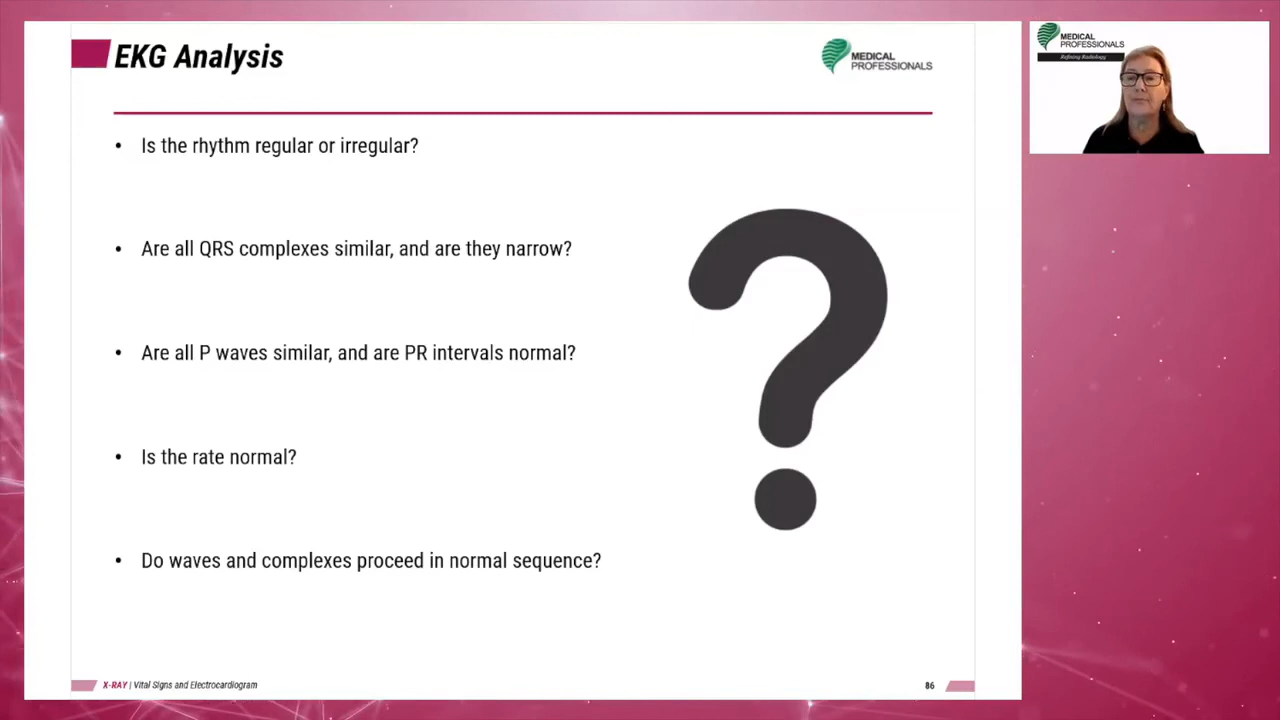 EKG Analysis
MEDICAL
PROFESSIONALS
• Is the rhythm regular or irregular?
• Are all QRS complexes similar, and are they narrow?
• Are all P waves similar, and are PR intervals normal?
• Is the rate normal?
• Do waves and complexes proceed in normal sequence?
?
X-RAY | Vital Signs and Electrocardiogram
86
MEDICAL
PROFESSIONALS
Refining Radiology